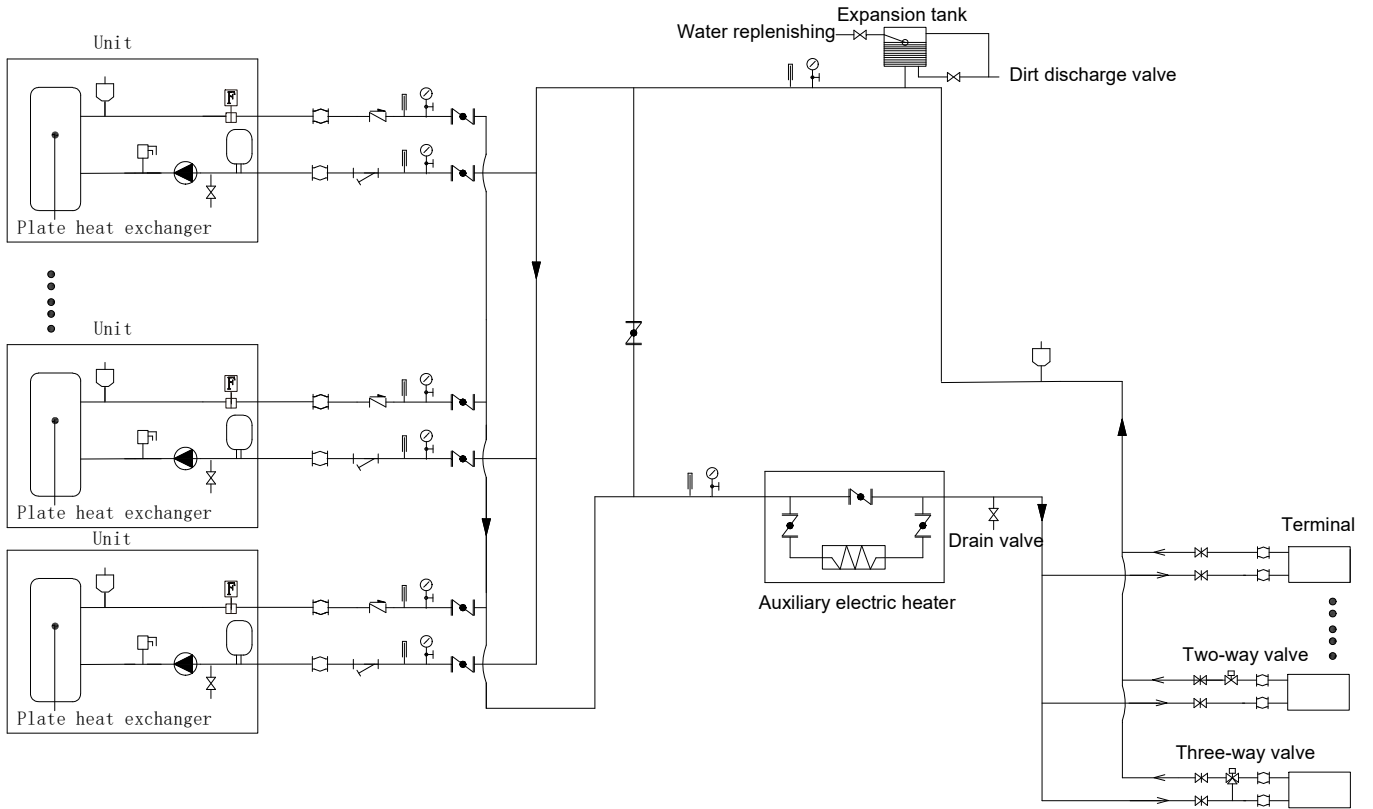 Expansion tank
Water replenishing
Dirt discharge valve
Unit
F
Plate heat exchanger
Unit
F
Plate heat exchanger
Unit
F
Plate heat exchanger
Drain valve
Auxiliary electric heater
Terminal
Two-way valve
Three-way valve